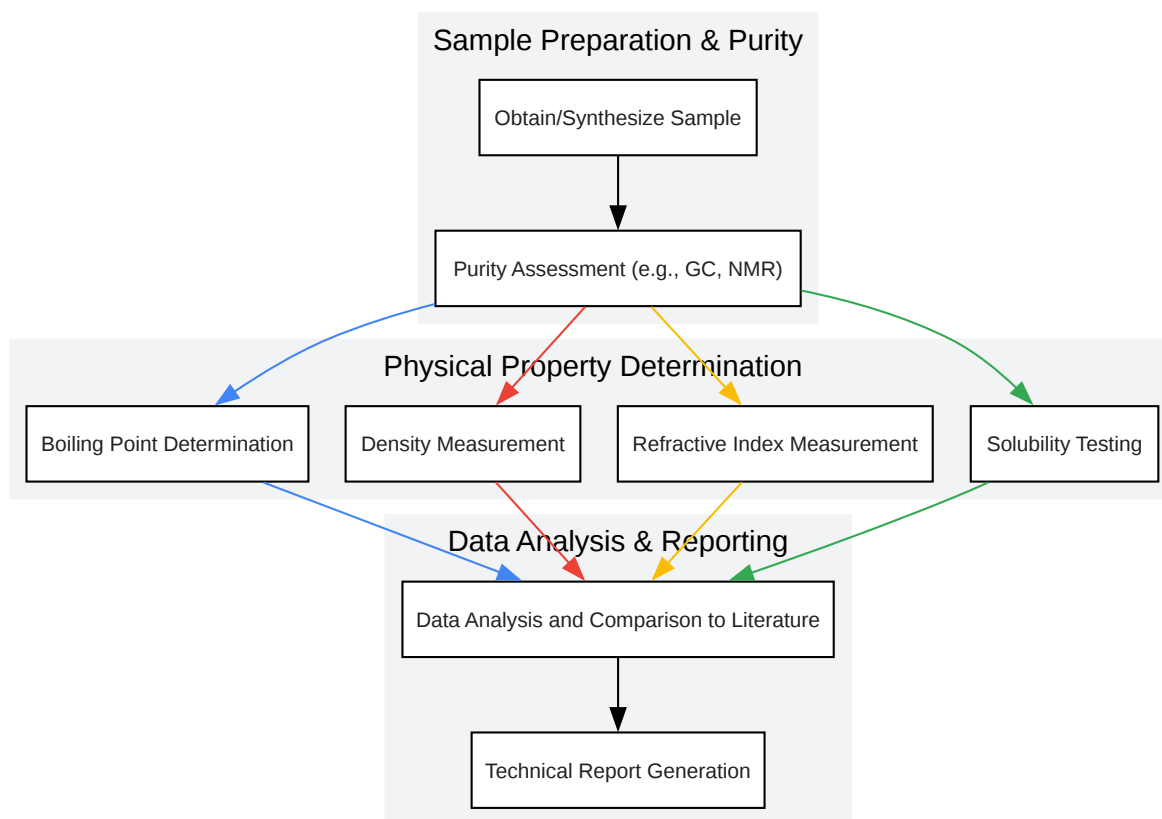 Sample Preparation & Purity
Obtain/Synthesize Sample
Purity Assessment (e.g., GC, NMR)
Physical Property Determination
Boiling Point Determination
Density Measurement
Refractive Index Measurement
Solubility Testing
Data Analysis & Reporting
Data Analysis and Comparison to Literature
Technical Report Generation